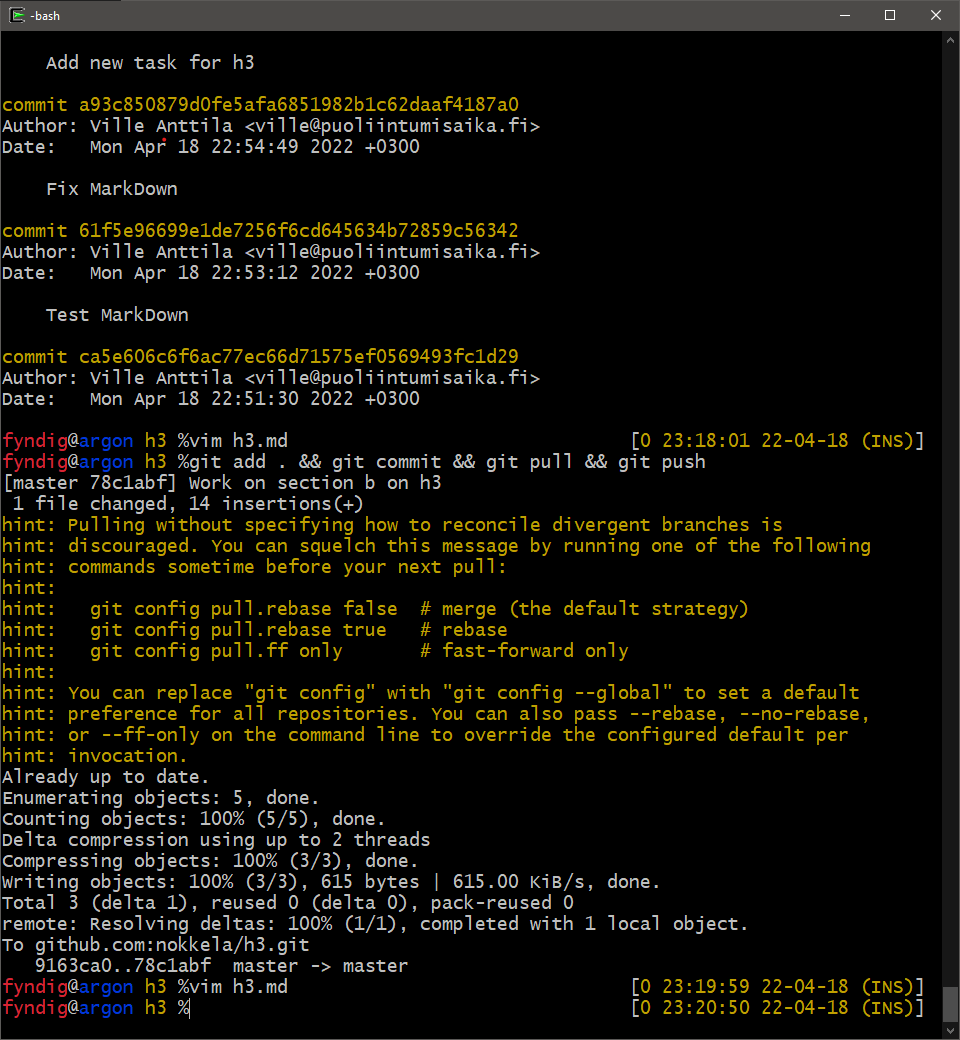 -bash
    Add new task for h3
commit a93c850879d0fe5afa6851982b1c62daaf4187a0
Author: Ville Anttila <ville@puoliintumisaika.fi>
Date:   Mon Apr 18 22:54:49 2022 +0300
    Fix MarkDown
commit 61f5e96699e1de7256f6cd645634b72859c56342
Author: Ville Anttila <ville@puoliintumisaika.fi>
Date:   Mon Apr 18 22:53:12 2022 +0300
    Test MarkDown
commit ca5e606c6f6ac77ec66d71575ef0569493fc1d29
Author: Ville Anttila <ville@puoliintumisaika.fi>
Date:   Mon Apr 18 22:51:30 2022 +0300
fyndig@argon h3 %vim h3.md                               [0 23:18:01 22-04-18 (INS)]
fyndig@argon h3 %git add . && git commit && git pull && git push
[master 78c1abf] Work on section b on h3
 1 file changed, 14 insertions(+)
hint: Pulling without specifying how to reconcile divergent branches is
hint: discouraged. You can squelch this message by running one of the following
hint: commands sometime before your next pull:
hint:
hint:   git config pull.rebase false  # merge (the default strategy)
hint:   git config pull.rebase true   # rebase
hint:   git config pull.ff only       # fast-forward only
hint:
hint: You can replace "git config" with "git config --global" to set a default
hint: preference for all repositories. You can also pass --rebase, --no-rebase,
hint: or --ff-only on the command line to override the configured default per
hint: invocation.
Already up to date.
Enumerating objects: 5, done.
Counting objects: 100% (5/5), done.
Delta compression using up to 2 threads
Compressing objects: 100% (3/3), done.
Writing objects: 100% (3/3), 615 bytes | 615.00 KiB/s, done.
Total 3 (delta 1), reused 0 (delta 0), pack-reused 0
remote: Resolving deltas: 100% (1/1), completed with 1 local object.
To github.com:nokkela/h3.git
   9163ca0..78c1abf  master -> master
fyndig@argon h3 %vim h3.md                               [0 23:19:59 22-04-18 (INS)]
fyndig@argon h3 %                                        [0 23:20:50 22-04-18 (INS)]